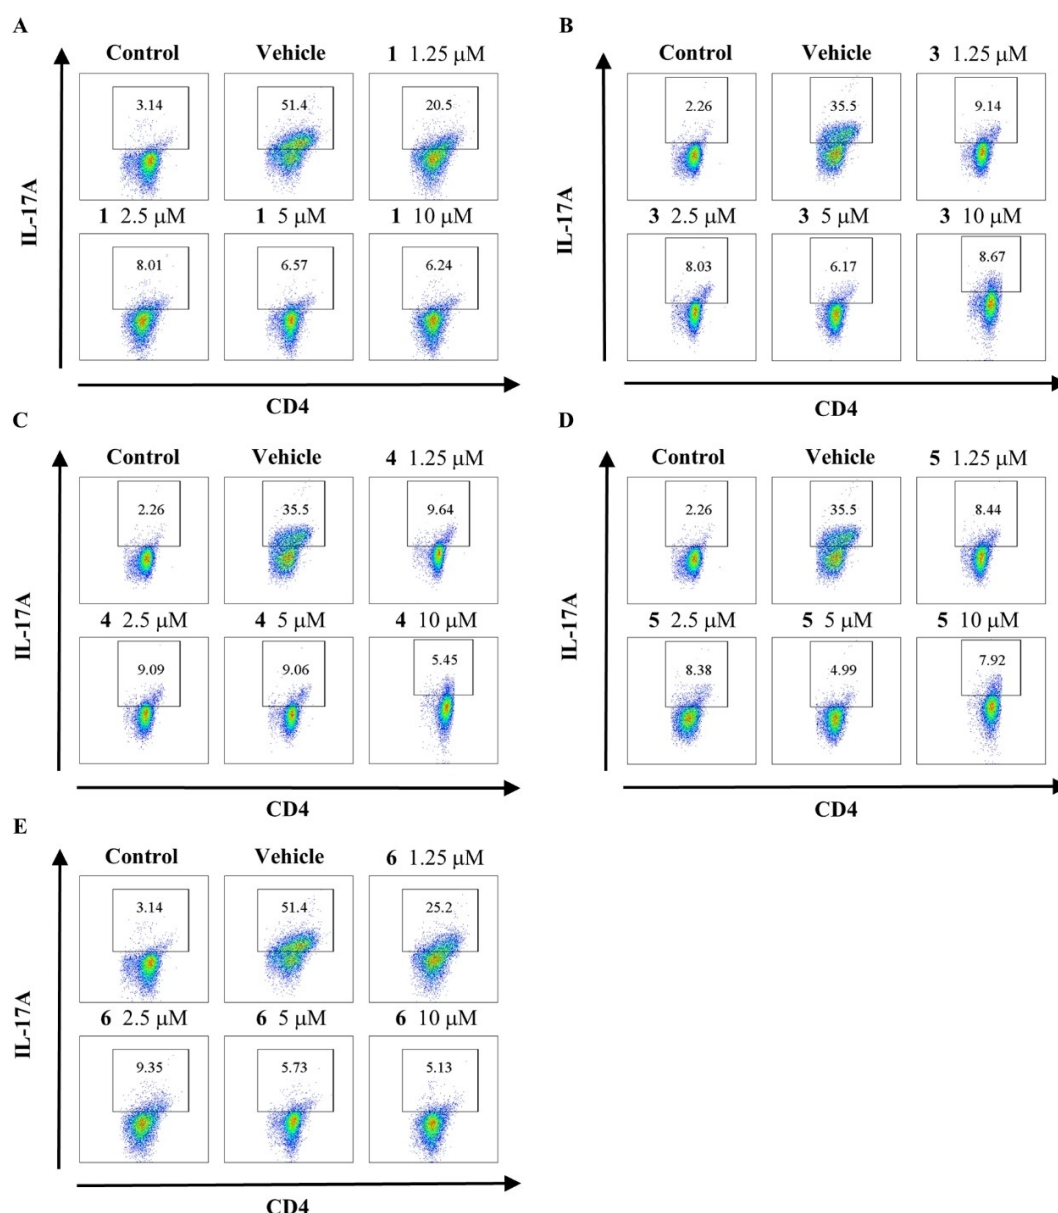 A
Control Vehicle 1 1.25 μM
3.14 51.4 20.5
1 2.5 μM 1 5 μM 1 10 μM
8.01 6.57 6.24
IL-17A
CD4
B
Control Vehicle 3 1.25 μM
2.26 35.5 9.14
3 2.5 μM 3 5 μM 3 10 μM
8.03 6.17 8.67
IL-17A
CD4
C
Control Vehicle 4 1.25 μM
2.26 35.5 9.64
4 2.5 μM 4 5 μM 4 10 μM
9.09 9.06 5.45
IL-17A
CD4
D
Control Vehicle 5 1.25 μM
2.26 35.5 8.44
5 2.5 μM 5 5 μM 5 10 μM
8.38 4.99 7.92
IL-17A
CD4
E
Control Vehicle 6 1.25 μM
3.14 51.4 25.2
6 2.5 μM 6 5 μM 6 10 μM
9.35 5.73 5.13
IL-17A
CD4